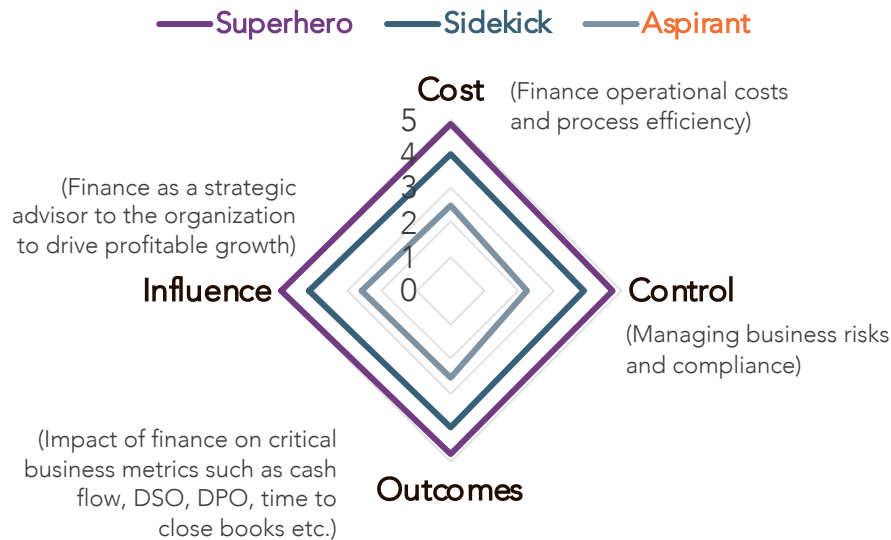 Superhero Sidekick Aspirant
Cost
(Finance operational costs
and process efficiency)
5
4
3
2
1
0
(Finance as a strategic
advisor to the organization
to drive profitable growth)
Influence
Control
(Managing business risks
and compliance)
(Impact of finance on critical
business metrics such as cash
flow, DSO, DPO, time to
close books etc.)
Outcomes